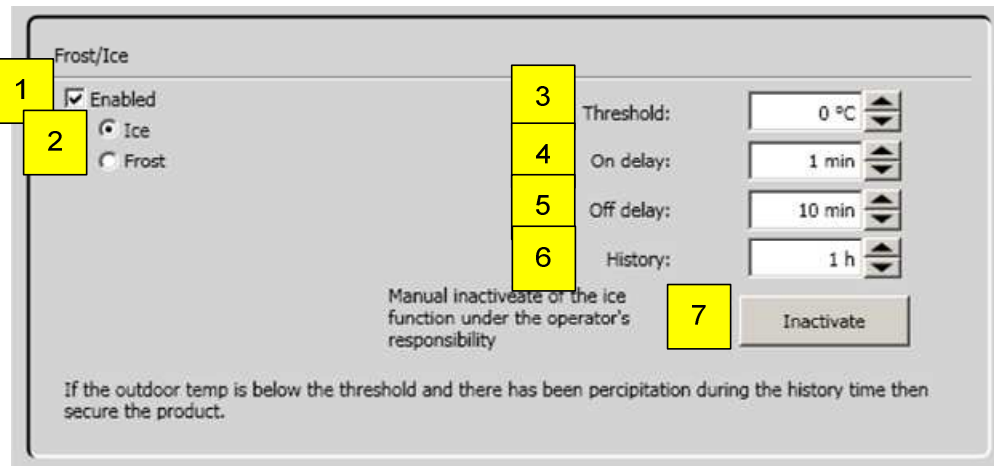 Frost/Ice
1
Enabled
2
Ice
Frost
3
Threshold:
0 °C
4
On delay:
1 min
5
Off delay:
10 min
6
History:
1 h
Manual inactiveate of the ice
function under the operator's
responsibility
7
Inactivate
If the outdoor temp is below the threshold and there has been percipitation during the history time then
secure the product.